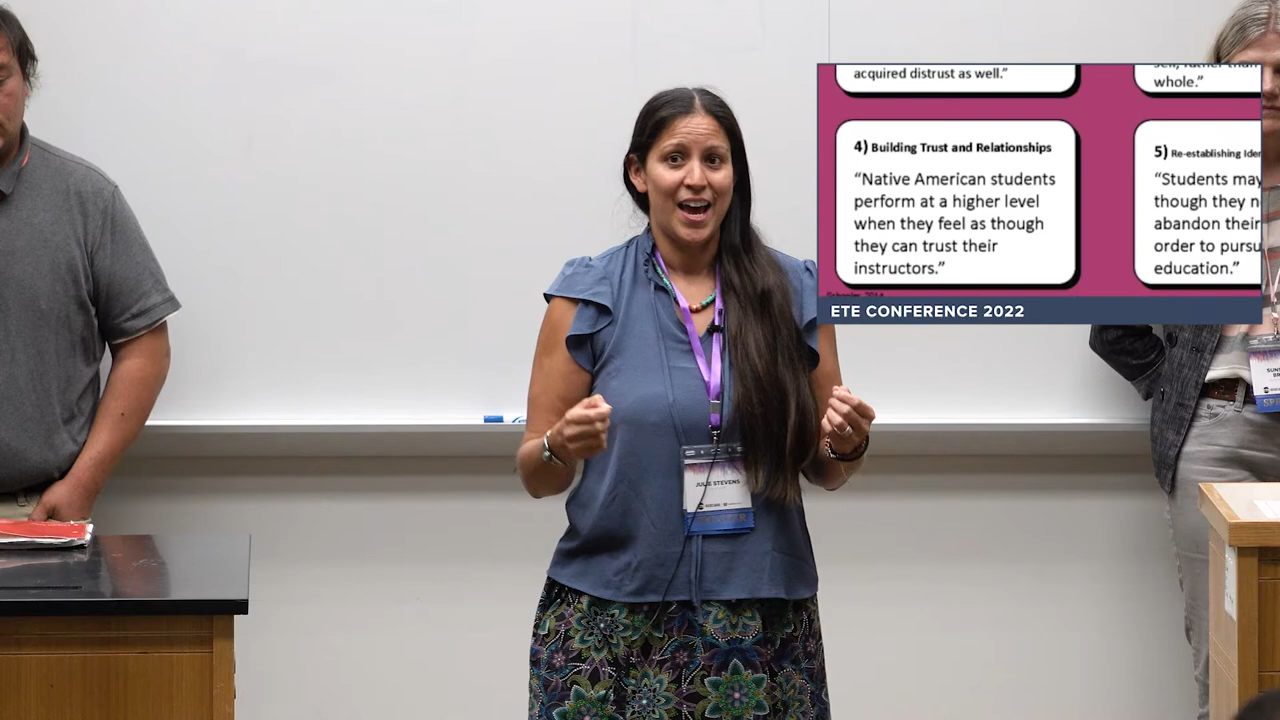 acquired distrust as well."
whole."
4) Building Trust and Relationships
"Native American students
perform at a higher level
when they feel as though
they can trust their
instructors."
5) Re-establishing
"Students may
though they
abandon their
order to
education."
ETE CONFERENCE 2022
JULIE STEVENS